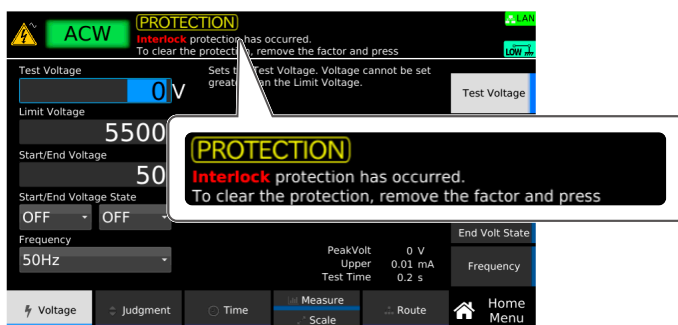 ACW
PROTECTION
Interlock protection has occurred.
To clear the protection, remove the factor and press
LAN
LOW
Test Voltage
0 V
Sets the Test Voltage. Voltage cannot be set
greater than the Limit Voltage.
Test Voltage
Limit Voltage
5500
Start/End Voltage
50
Start/End Voltage State
OFF OFF
Frequency
50Hz
PROTECTION
Interlock protection has occurred.
To clear the protection, remove the factor and press
PeakVolt 0 V
Upper 0.01 mA
Test Time 0.2 s
End Volt State
Frequency
Voltage
Judgment
Time
Measure
Scale
Route
Home
Menu